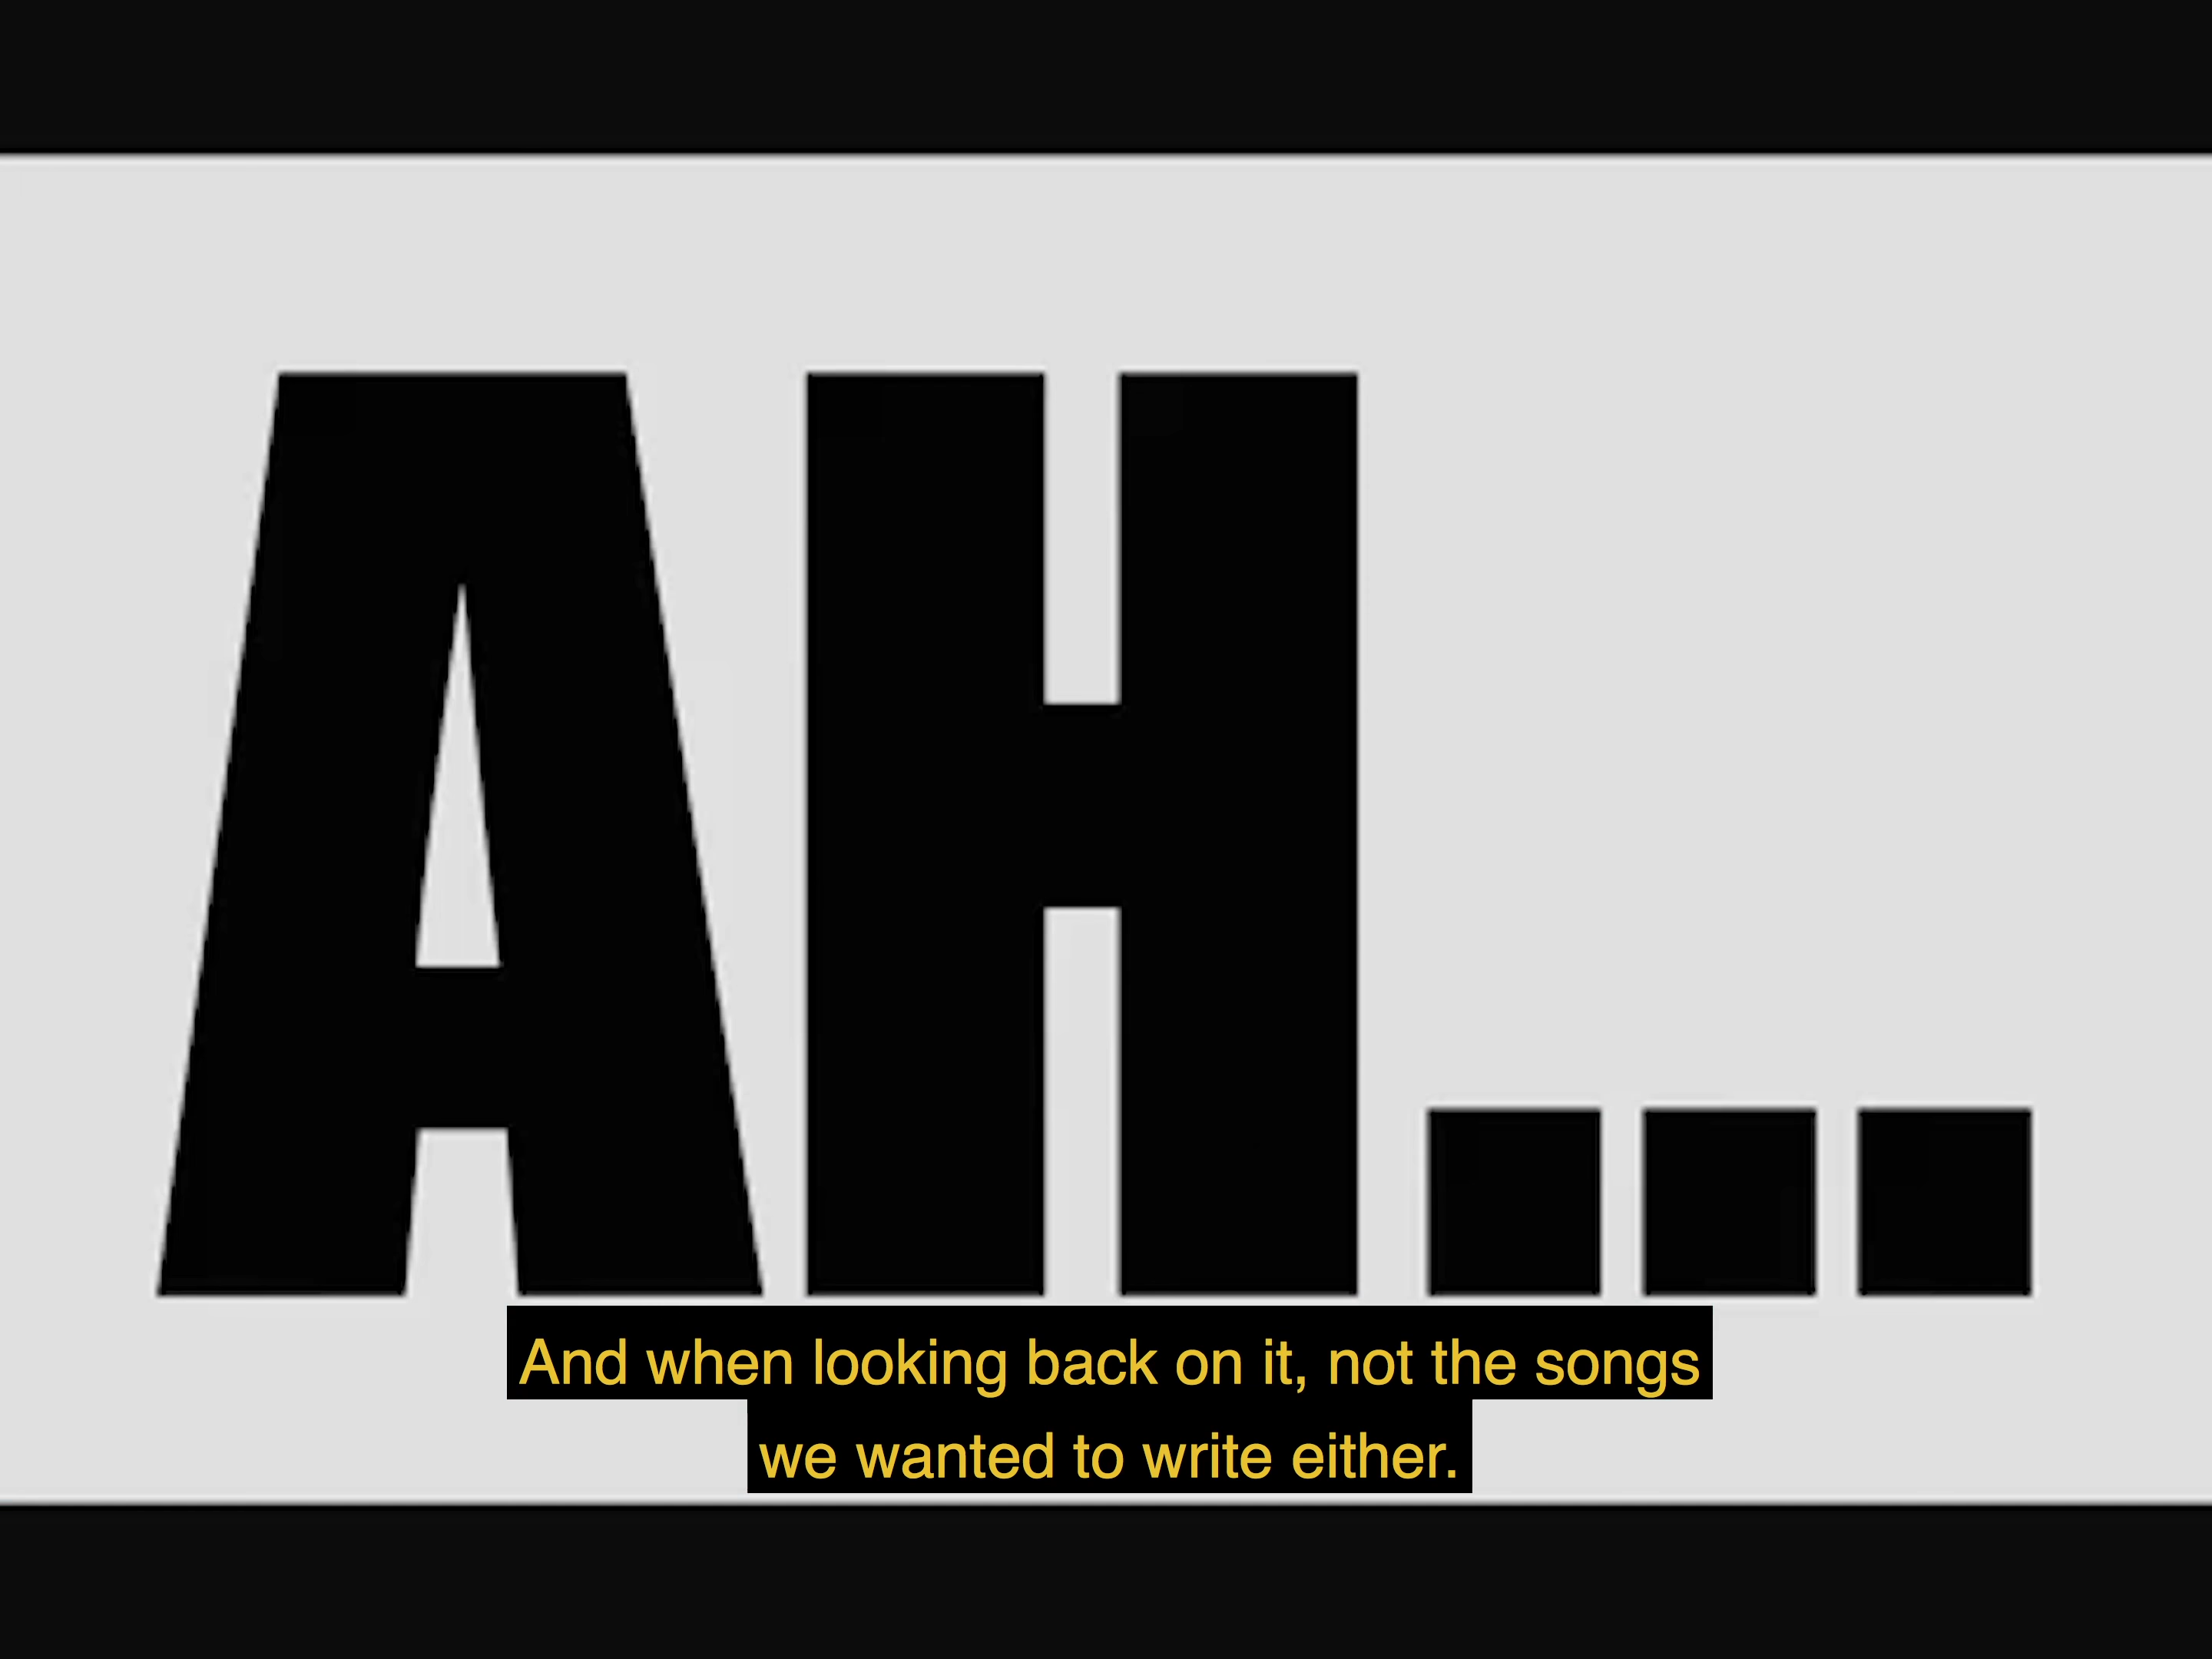 AH...
And when looking back on it, not the songs
we wanted to write either.